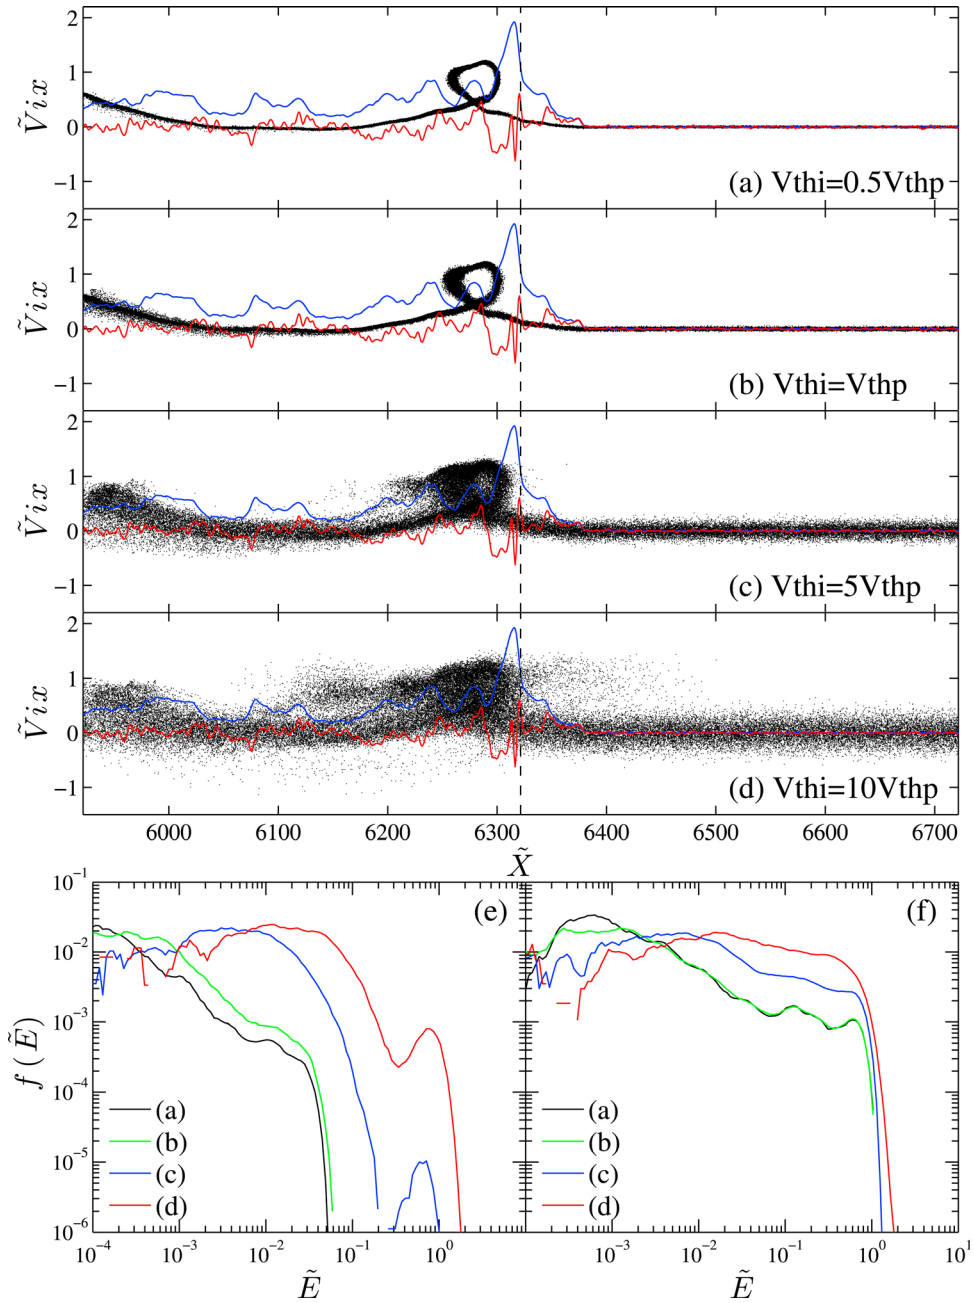 2
1
0
−1
Ṽix
(a) Vthi=0.5Vthp
2
1
0
−1
Ṽix
(b) Vthi=Vthp
2
1
0
−1
Ṽix
(c) Vthi=5Vthp
2
1
0
−1
Ṽix
(d) Vthi=10Vthp
6000 6100 6200 6300 6400 6500 6600 6700
X̃
10⁻¹
10⁻²
10⁻³
10⁻⁴
10⁻⁵
10⁻⁶
f (Ẽ)
(e)
(a)
(b)
(c)
(d)
10⁻⁴ 10⁻³ 10⁻² 10⁻¹ 10⁰
Ẽ
(f)
(a)
(b)
(c)
(d)
10⁻³ 10⁻² 10⁻¹ 10⁰ 10¹
Ẽ